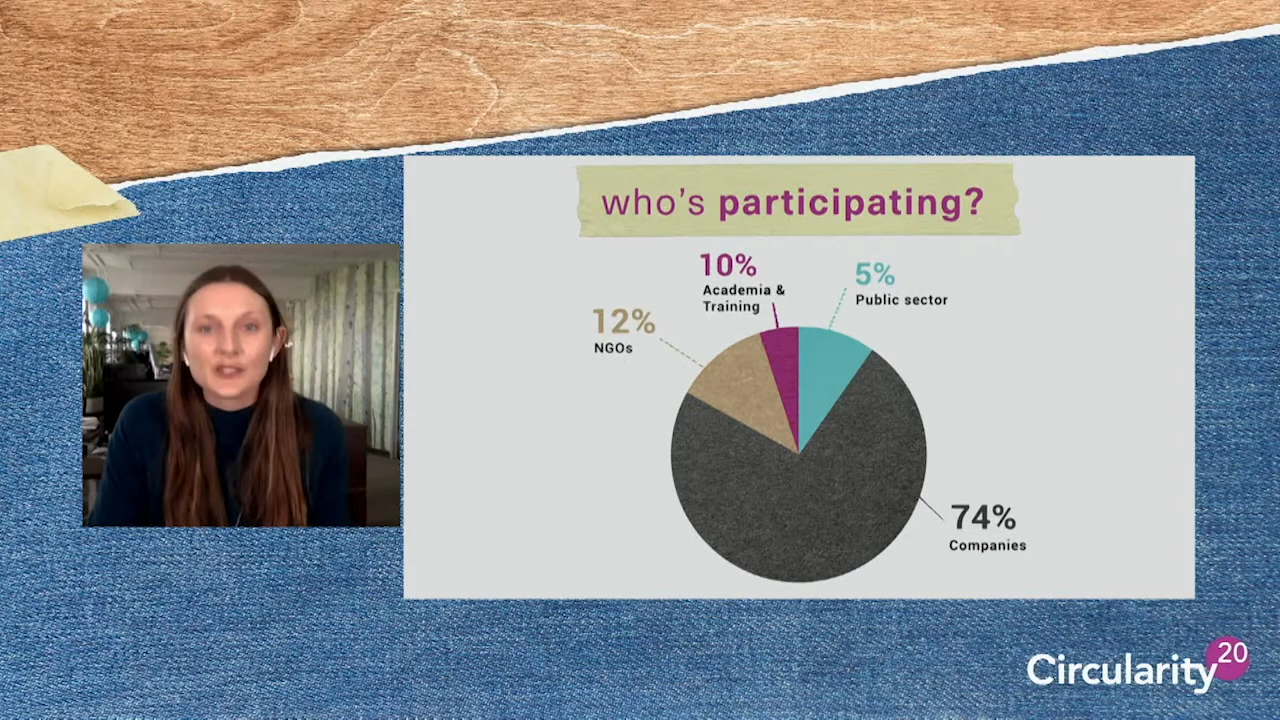 who's participating?
10%
Academia &
Training
5%
Public sector
12%
NGOs
74%
Companies
Circularity 20